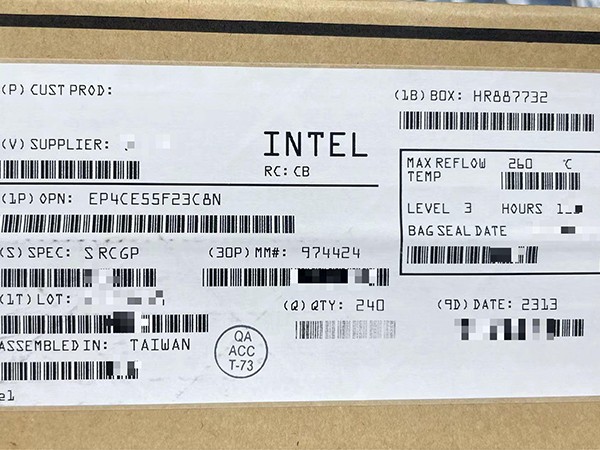 (P) CUST PROD:
(1B) BOX: HR887732
(V) SUPPLIER:
INTEL
RC: CB
MAX REFLOW TEMP 260 °C
(1P) OPN: EP4CE55F23C8N
LEVEL 3 HOURS
BAG SEAL DATE
(S) SPEC: S RCGP
(30P) MM#: 974424
(1T) LOT:
(Q) QTY: 240
(9D) DATE: 2313
ASSEMBLED IN: TAIWAN
QA
ACC
T-73